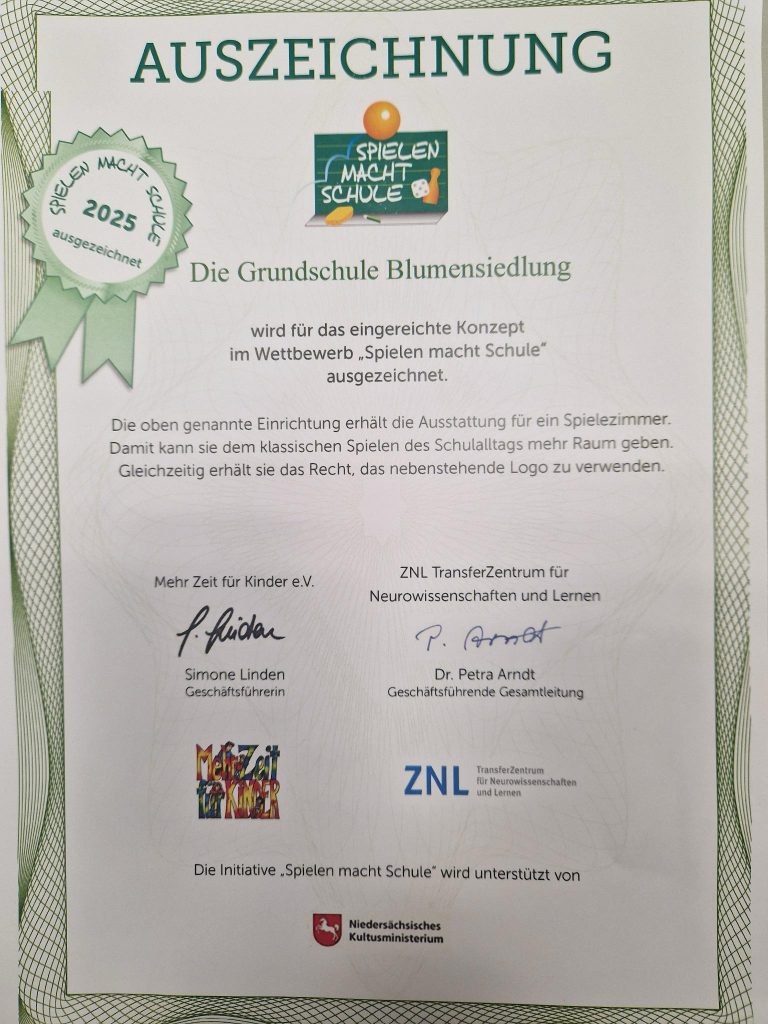 AUSZEICHNUNG
SPIELEN
MACHT
SCHULE
SPIELEN MACHT SCHULE
2025
ausgezeichnet
Die Grundschule Blumensiedlung
wird für das eingereichte Konzept
im Wettbewerb „Spielen macht Schule“
ausgezeichnet.
Die oben genannte Einrichtung erhält die Ausstattung für ein Spielezimmer.
Damit kann sie dem klassischen Spielen des Schulalltags mehr Raum geben.
Gleichzeitig erhält sie das Recht, das nebenstehende Logo zu verwenden.
Mehr Zeit für Kinder e.V.
S. Linden
Simone Linden
Geschäftsführerin
ZNL TransferZentrum für
Neurowissenschaften und Lernen
P. Arndt
Dr. Petra Arndt
Geschäftsführende Gesamtleitung
Mehr Zeit
für KINDER
ZNL TransferZentrum
für Neurowissenschaften
und Lernen
Die Initiative „Spielen macht Schule“ wird unterstützt von
Niedersächsisches
Kultusministerium